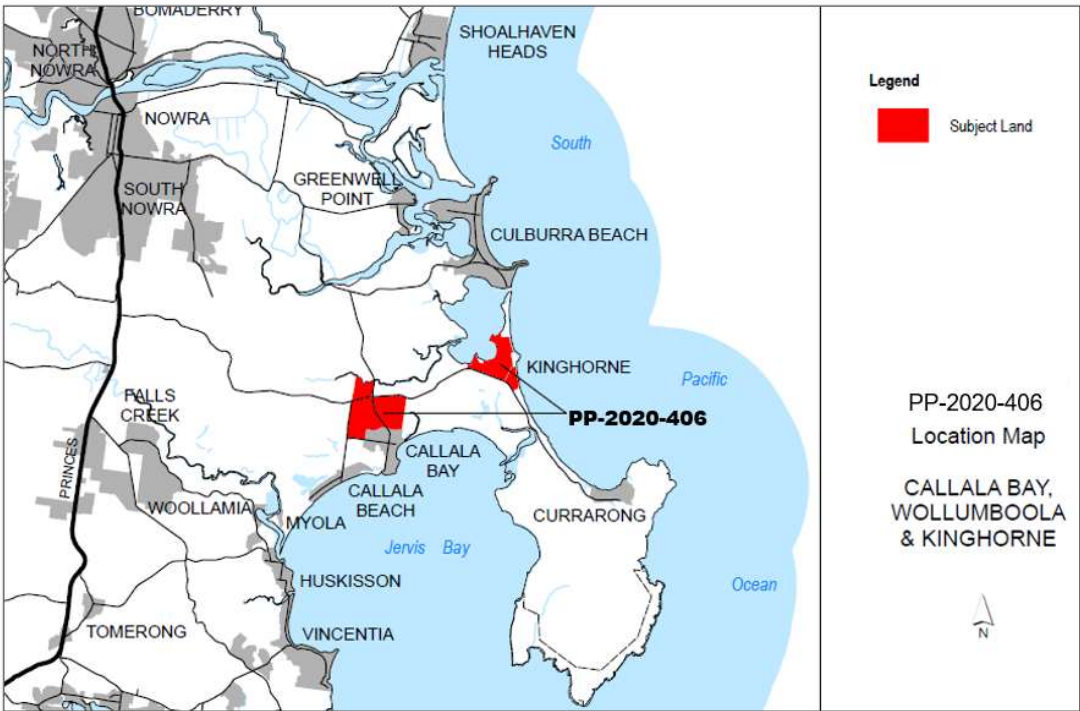 BOMADERRY
NORTH
NOWRA
SHOALHAVEN
HEADS
NOWRA
South
SOUTH
NOWRA
GREENWELL
POINT
CULBURRA BEACH
KINGHORNE
Pacific
PP-2020-406
FALLS
CREEK
CALLALA
BAY
PRINCES
CALLALA
BEACH
WOOLLAMIA
MYOLA
CURRARONG
Jervis Bay
HUSKISSON
Ocean
TOMERONG
VINCENTIA
Legend
Subject Land
PP-2020-406
Location Map
CALLALA BAY,
WOLLUMBOOLA
& KINGHORNE
N